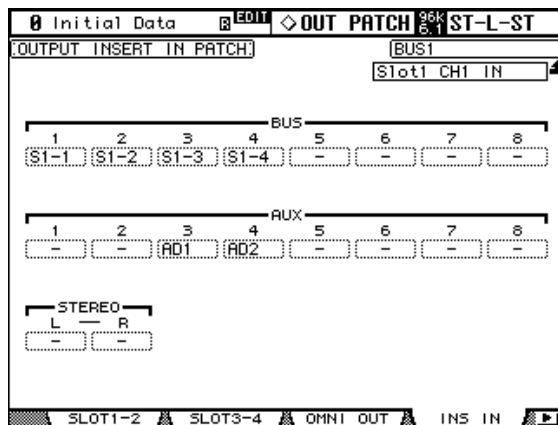 0 Initial Data EDIT ◇OUT PATCH 96k 6.1 ST-L-ST
OUTPUT INSERT IN PATCH BUS1
Slot1 CH1 IN
BUS
1 2 3 4 5 6 7 8
S1-1 S1-2 S1-3 S1-4 - - - -
AUX
1 2 3 4 5 6 7 8
- - AD1 AD2 - - - -
STEREO
L — R
- -
SLOT1-2 SLOT3-4 OMNI OUT INS IN